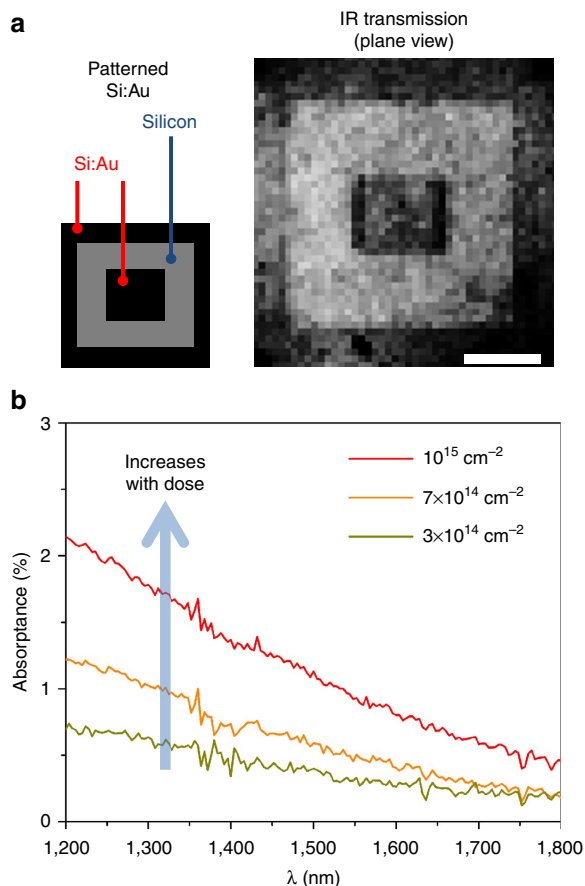 a
IR transmission
(plane view)
Patterned
Si:Au
Silicon
Si:Au
b
3
2
1
0
Absorptance (%)
Increases
with dose
10¹⁵ cm⁻²
7×10¹⁴ cm⁻²
3×10¹⁴ cm⁻²
1,200 1,300 1,400 1,500 1,600 1,700 1,800
λ (nm)